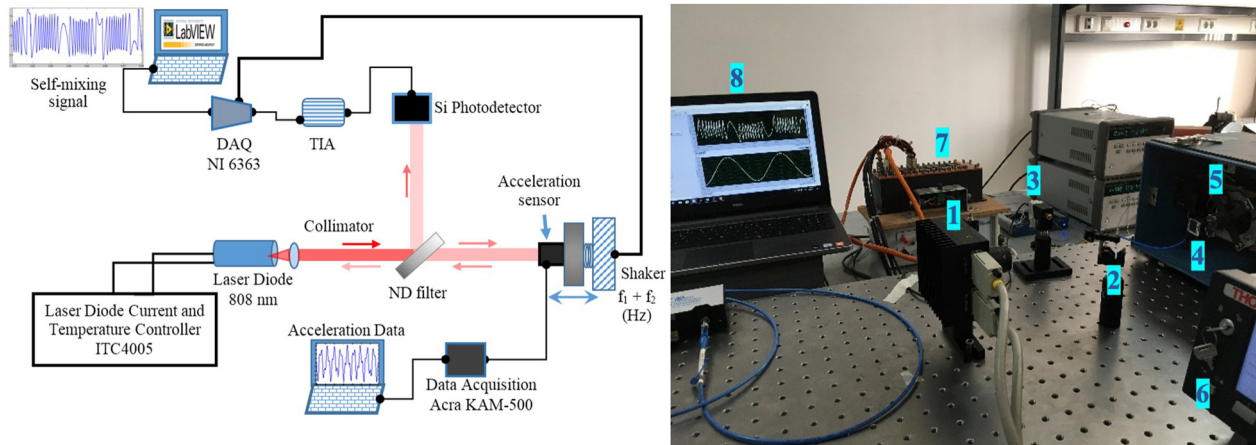 LabVIEW
Self-mixing
signal
DAQ
NI 6363
TIA
Si Photodetector
Acceleration
sensor
Collimator
Laser Diode
808 nm
ND filter
Shaker
f₁ + f₂
(Hz)
Laser Diode Current and
Temperature Controller
ITC4005
Acceleration Data
Data Acquisition
Acra KAM-500
8
7
3
5
1
4
2
TH
6